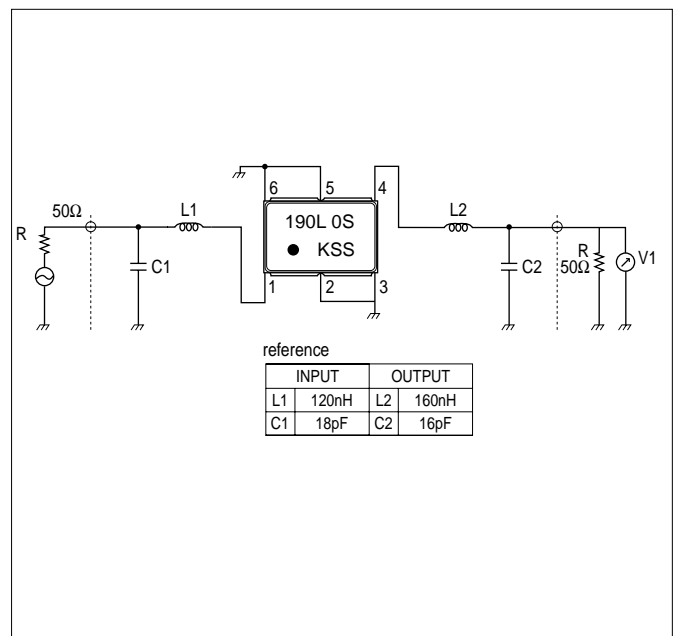 6 5 4
50Ω L1 L2
190L 0S
R
KSS
C1 C2 R 50Ω V1
1 2 3
reference
INPUT OUTPUT
L1 120nH L2 160nH
C1 18pF C2 16pF